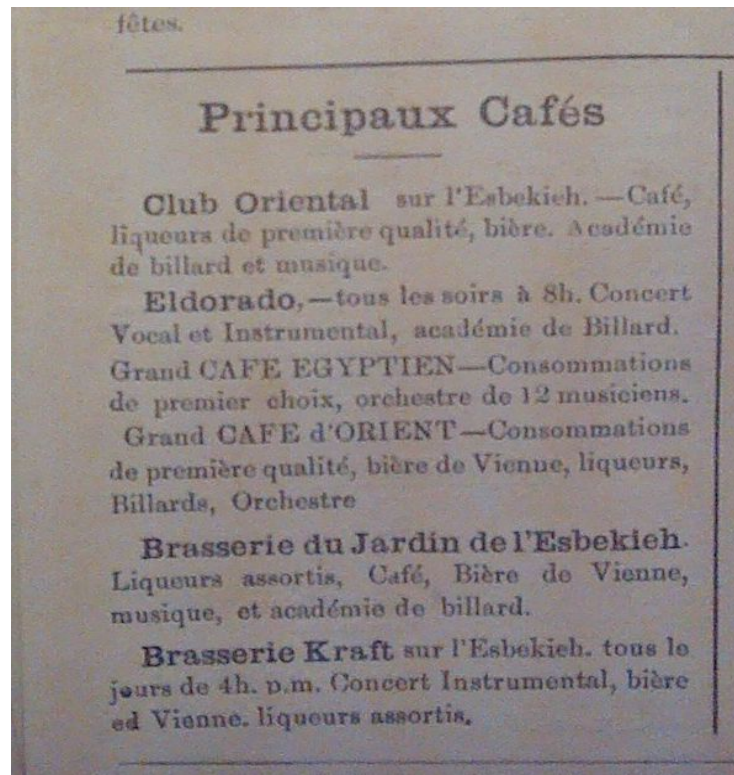 fêtes.
Principaux Cafés
Club Oriental sur l'Esbekieh. — Café,
liqueurs de première qualité, bière. Académie
de billard et musique.
Eldorado,—tous les soirs à 8h. Concert
Vocal et Instrumental, académie de Billard.
Grand CAFE EGYPTIEN—Consommations
de premier choix, orchestre de 12 musiciens.
Grand CAFE d'ORIENT—Consommations
de première qualité, bière de Vienne, liqueurs,
Billards, Orchestre
Brasserie du Jardin de l'Esbekieh.
Liqueurs assortis, Café, Bière de Vienne,
musique, et académie de billard.
Brasserie Kraft sur l'Esbekieh. tous le
jours de 4h. p.m. Concert Instrumental, bière
ed Vienne. liqueurs assortis.